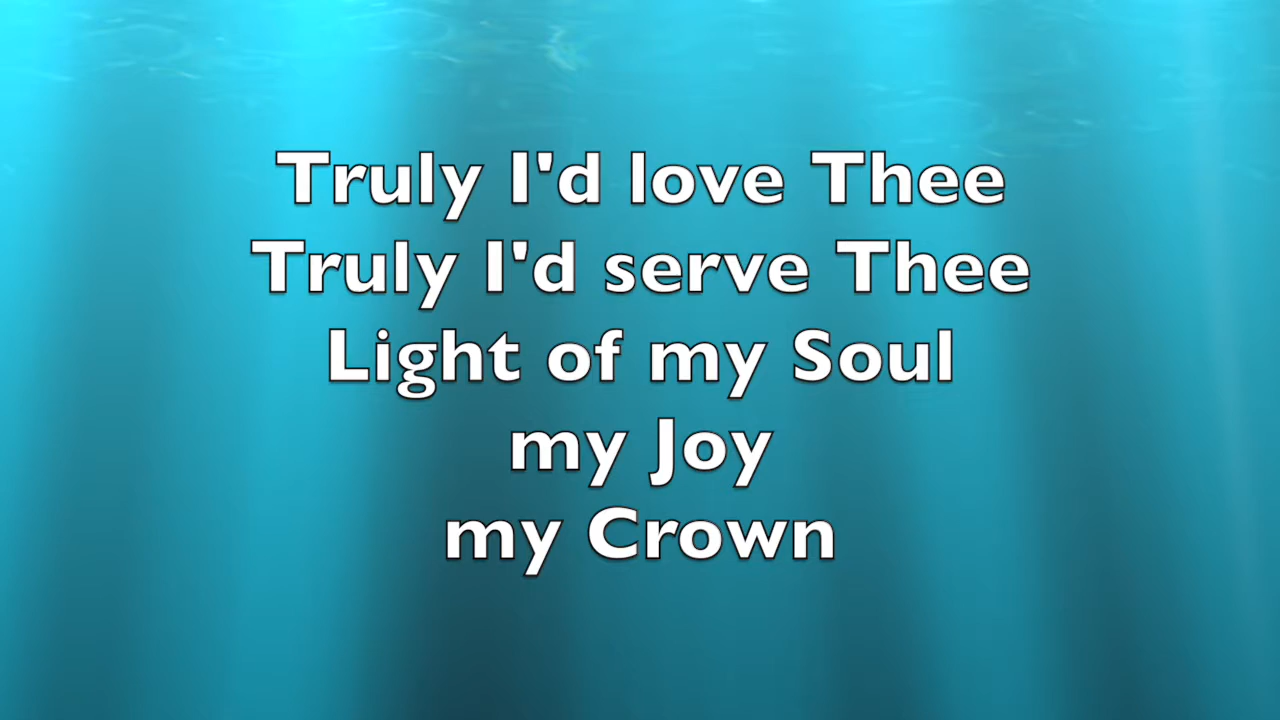 Truly I'd love Thee
Truly I'd serve Thee
Light of my Soul
my Joy
my Crown